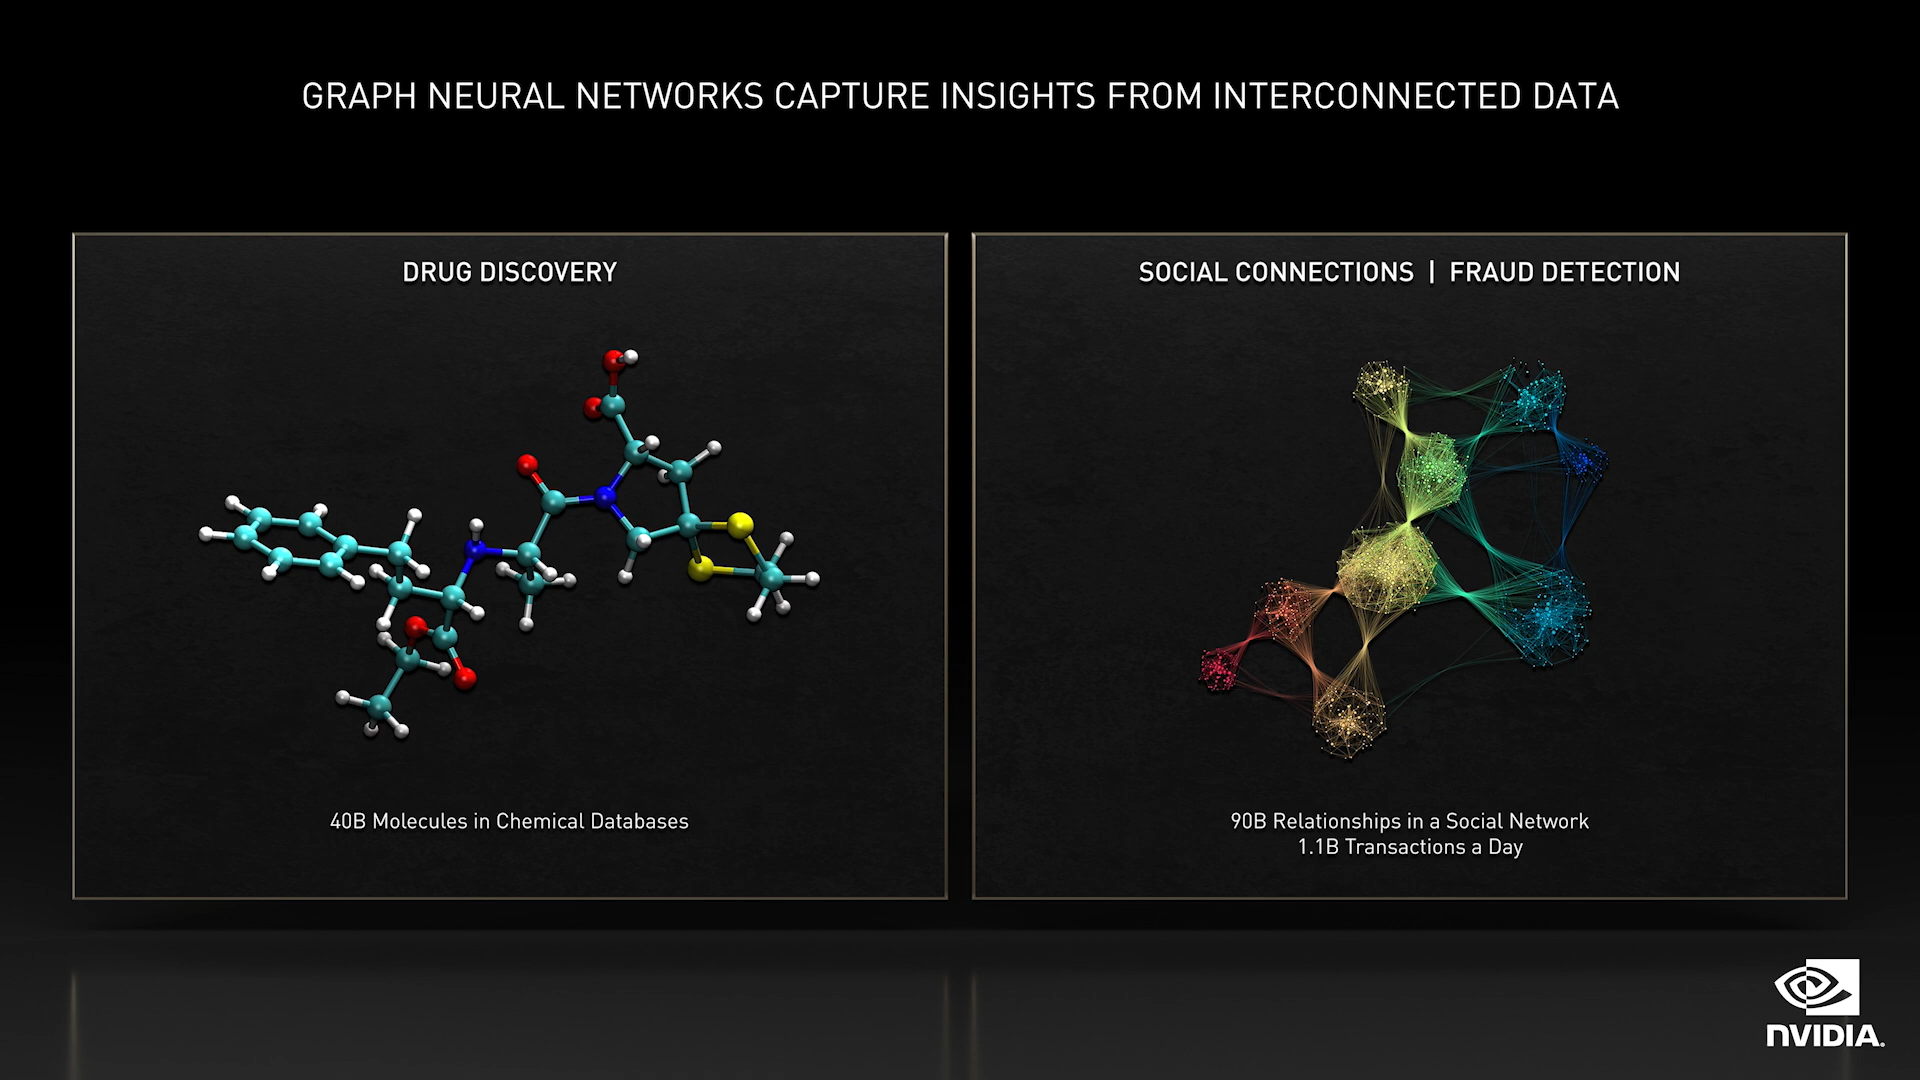 GRAPH NEURAL NETWORKS CAPTURE INSIGHTS FROM INTERCONNECTED DATA
DRUG DISCOVERY
40B Molecules in Chemical Databases
SOCIAL CONNECTIONS | FRAUD DETECTION
90B Relationships in a Social Network
1.1B Transactions a Day
NVIDIA.